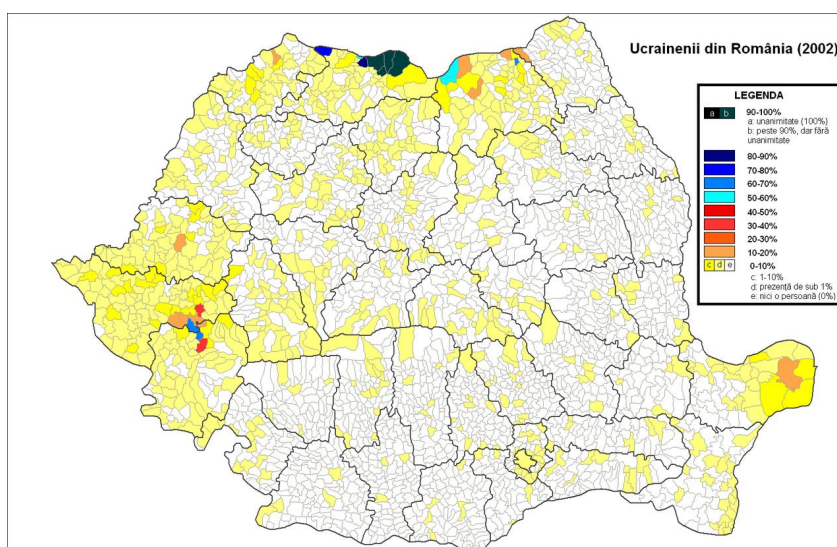 Ucrainenii din România (2002)
LEGENDA
a b 90-100%
a: unanimitate (100%)
b: peste 90%, dar fără
unanimitate
80-90%
70-80%
60-70%
50-60%
40-50%
30-40%
20-30%
10-20%
c d e 0-10%
c: 1-10%
d: prezență de sub 1%
e: nici o persoană (0%)